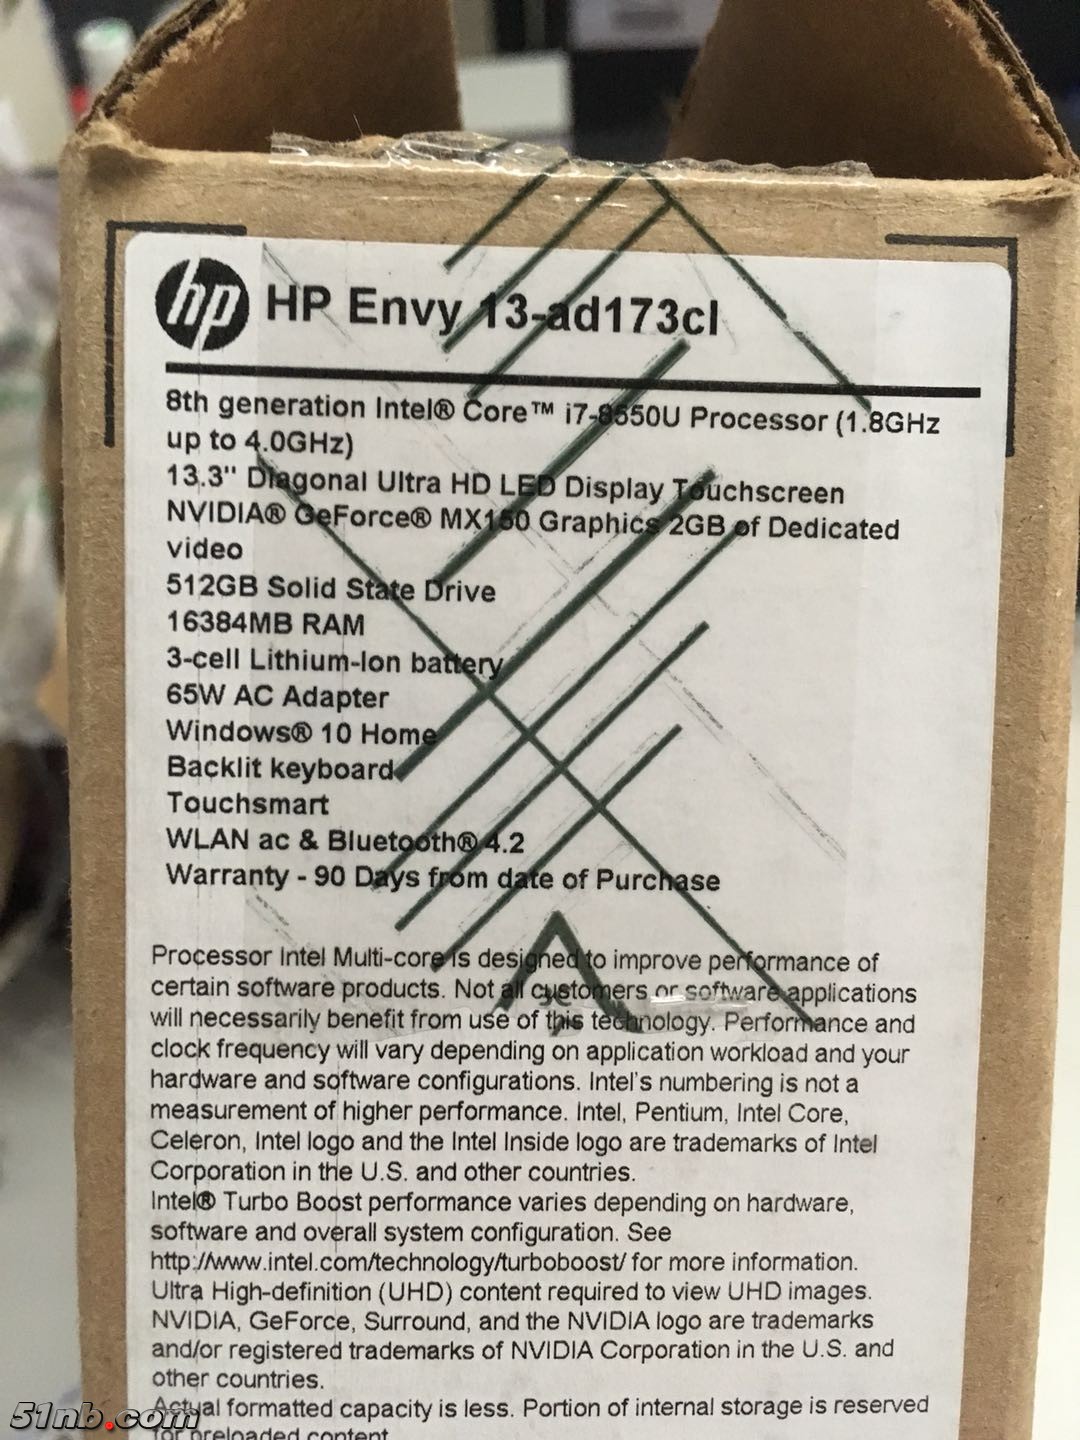 hp HP Envy 13-ad173cl
8th generation Intel® Core™ i7-8550U Processor (1.8GHz
up to 4.0GHz)
13.3" Diagonal Ultra HD LED Display Touchscreen
NVIDIA® GeForce® MX150 Graphics 2GB of Dedicated
video
512GB Solid State Drive
16384MB RAM
3-cell Lithium-Ion battery
65W AC Adapter
Windows® 10 Home
Backlit keyboard
Touchsmart
WLAN ac & Bluetooth® 4.2
Warranty - 90 Days from date of Purchase
Processor Intel Multi-core is designed to improve performance of
certain software products. Not all customers or software applications
will necessarily benefit from use of this technology. Performance and
clock frequency will vary depending on application workload and your
hardware and software configurations. Intel's numbering is not a
measurement of higher performance. Intel, Pentium, Intel Core,
Celeron, Intel logo and the Intel Inside logo are trademarks of Intel
Corporation in the U.S. and other countries.
Intel® Turbo Boost performance varies depending on hardware,
software and overall system configuration. See
http://www.intel.com/technology/turboboost/ for more information.
Ultra High-definition (UHD) content required to view UHD images.
NVIDIA, GeForce, Surround, and the NVIDIA logo are trademarks
and/or registered trademarks of NVIDIA Corporation in the U.S. and
other countries.
Actual formatted capacity is less. Portion of internal storage is reserved
for preloaded content
51nb.com